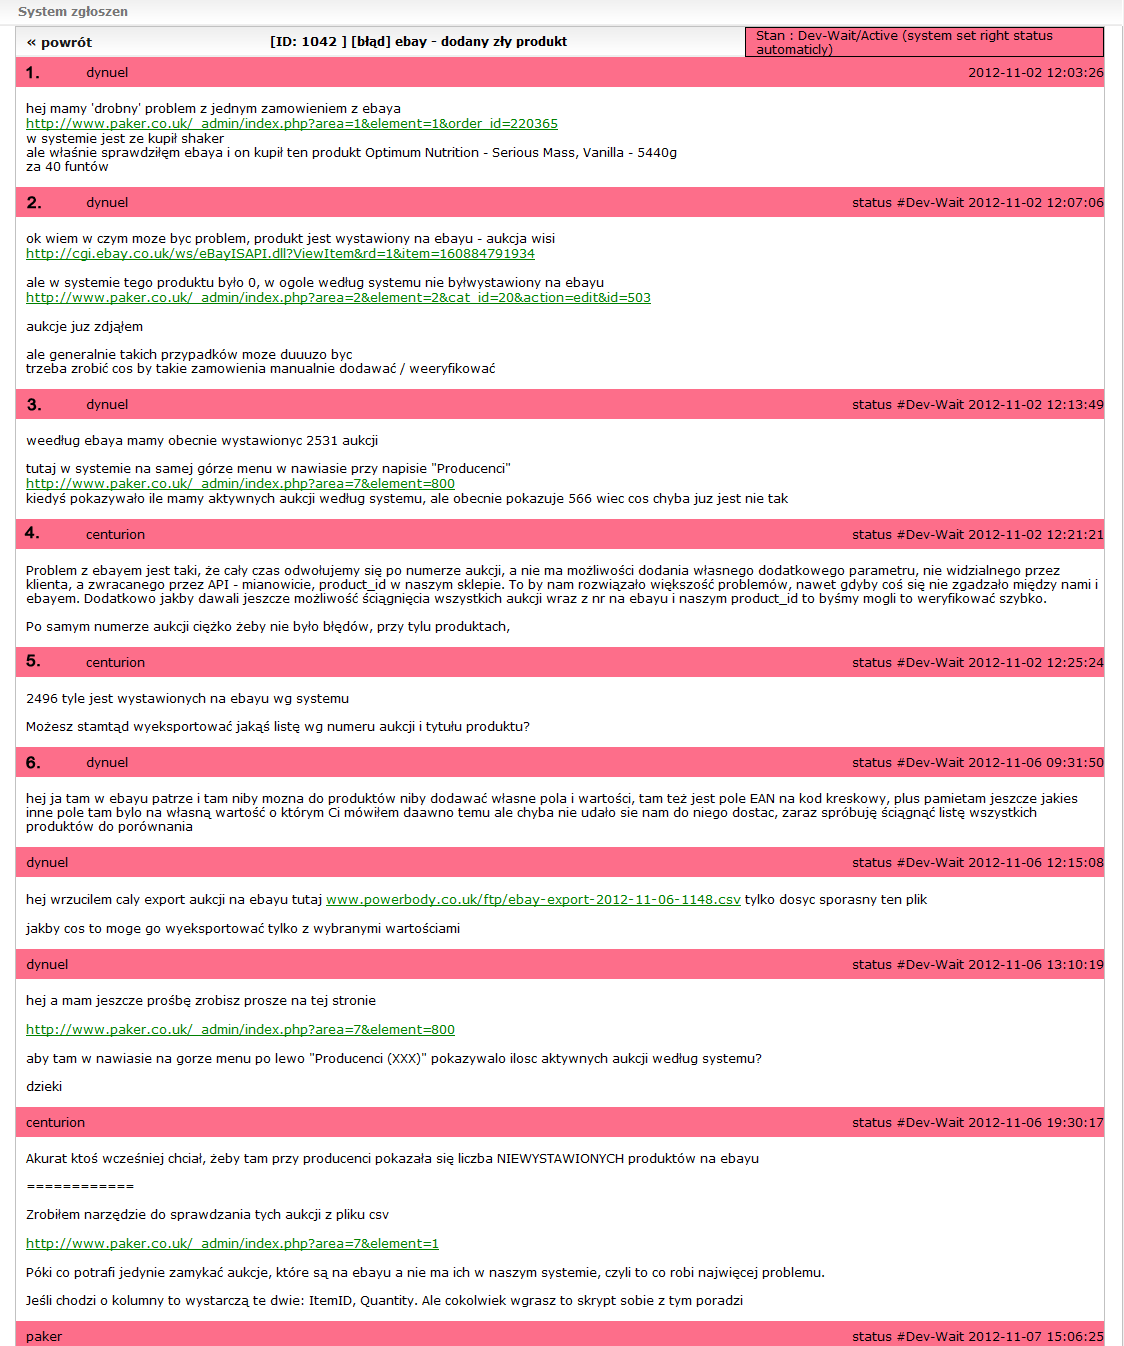 System zgłoszen
« powrót
[ID: 1042 ] [błąd] ebay - dodany zły produkt
Stan : Dev-Wait/Active (system set right status
automaticly)
1. dynuel 2012-11-02 12:03:26
hej mamy 'drobny' problem z jednym zamowieniem z ebaya
http://www.paker.co.uk/_admin/index.php?area=1&element=1&order_id=220365
w systemie jest ze kupił shaker
ale właśnie sprawdziłęm ebaya i on kupił ten produkt Optimum Nutrition - Serious Mass, Vanilla - 5440g
za 40 funtów
2. dynuel status #Dev-Wait 2012-11-02 12:07:06
ok wiem w czym moze byc problem, produkt jest wystawiony na ebayu - aukcja wisi
http://cgi.ebay.co.uk/ws/eBayISAPI.dll?ViewItem&rd=1&item=160884791934
ale w systemie tego produktu było 0, w ogole według systemu nie byłwystawiony na ebayu
http://www.paker.co.uk/_admin/index.php?area=2&element=2&cat_id=20&action=edit&id=503
aukcje juz zdjąłem
ale generalnie takich przypadków moze duuuzo byc
trzeba zrobić cos by takie zamowienia manualnie dodawać / weeryfikować
3. dynuel status #Dev-Wait 2012-11-02 12:13:49
weedług ebaya mamy obecnie wystawionyc 2531 aukcji
tutaj w systemie na samej górze menu w nawiasie przy napisie "Producenci"
http://www.paker.co.uk/_admin/index.php?area=7&element=800
kiedyś pokazywało ile mamy aktywnych aukcji według systemu, ale obecnie pokazuje 566 wiec cos chyba juz jest nie tak
4. centurion status #Dev-Wait 2012-11-02 12:21:21
Problem z ebayem jest taki, że cały czas odwołujemy się po numerze aukcji, a nie ma możliwości dodania własnego dodatkowego parametru, nie widzialnego przez
klienta, a zwracanego przez API - mianowicie, product_id w naszym sklepie. To by nam rozwiązało większość problemów, nawet gdyby coś się nie zgadzało między nami i
ebayem. Dodatkowo jakby dawali jeszcze możliwość ściągnięcia wszystkich aukcji wraz z nr na ebayu i naszym product_id to byśmy mogli to weryfikować szybko.
Po samym numerze aukcji ciężko żeby nie było błędów, przy tylu produktach,
5. centurion status #Dev-Wait 2012-11-02 12:25:24
2496 tyle jest wystawionych na ebayu wg systemu
Możesz stamtąd wyeksportować jakąś listę wg numeru aukcji i tytułu produktu?
6. dynuel status #Dev-Wait 2012-11-06 09:31:50
hej ja tam w ebayu patrze i tam niby mozna do produktów niby dodawać własne pola i wartości, tam też jest pole EAN na kod kreskowy, plus pamietam jeszcze jakies
inne pole tam bylo na własną wartość o którym Ci mówiłem daawno temu ale chyba nie udało sie nam do niego dostac, zaraz spróbuję ściągnąć listę wszystkich
produktów do porównania
dynuel status #Dev-Wait 2012-11-06 12:15:08
hej wrzucilem caly export aukcji na ebayu tutaj www.powerbody.co.uk/ftp/ebay-export-2012-11-06-1148.csv tylko dosyc sporasny ten plik
jakby cos to moge go wyeksportować tylko z wybranymi wartościami
dynuel status #Dev-Wait 2012-11-06 13:10:19
hej a mam jeszcze prośbę zrobisz prosze na tej stronie
http://www.paker.co.uk/_admin/index.php?area=7&element=800
aby tam w nawiasie na gorze menu po lewo "Producenci (XXX)" pokazywalo ilosc aktywnych aukcji według systemu?
dzieki
centurion status #Dev-Wait 2012-11-06 19:30:17
Akurat ktoś wcześniej chciał, żeby tam przy producenci pokazała się liczba NIEWYSTAWIONYCH produktów na ebayu
============
Zrobiłem narzędzie do sprawdzania tych aukcji z pliku csv
http://www.paker.co.uk/_admin/index.php?area=7&element=1
Póki co potrafi jedynie zamykać aukcje, które są na ebayu a nie ma ich w naszym systemie, czyli to co robi najwięcej problemu.
Jeśli chodzi o kolumny to wystarczą te dwie: ItemID, Quantity. Ale cokolwiek wgrasz to skrypt sobie z tym poradzi
paker status #Dev-Wait 2012-11-07 15:06:25